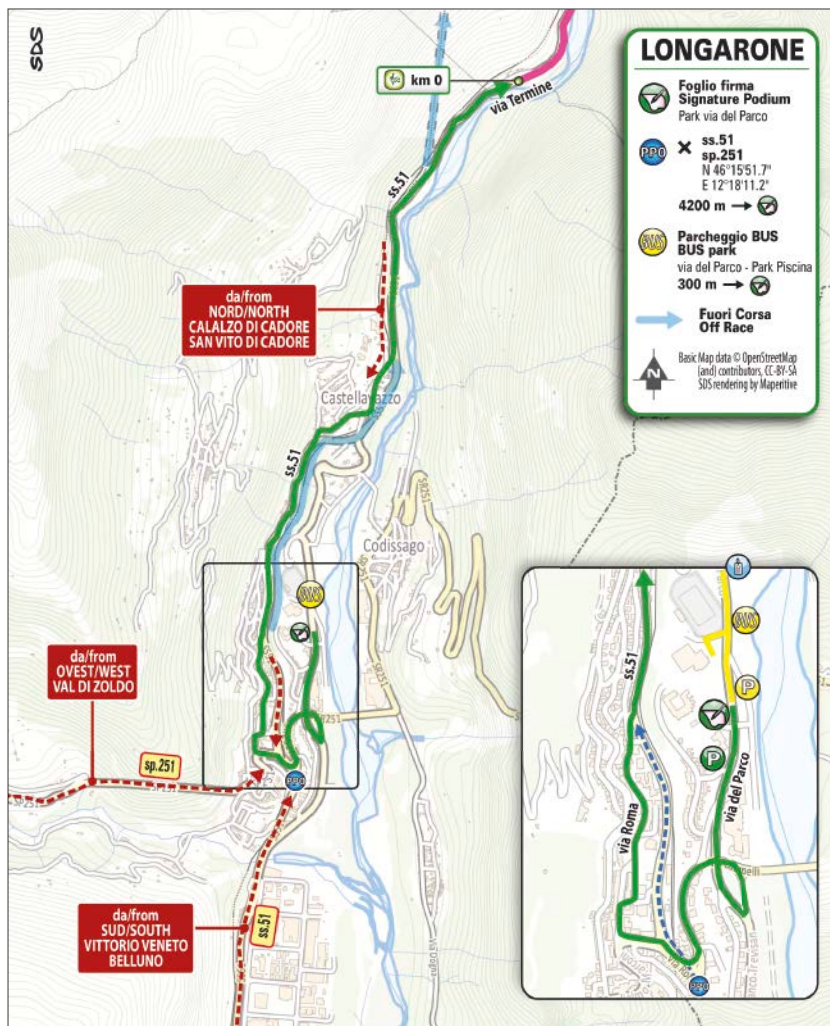 SDS
km 0
via Termine
ss.51
da/from
NORD/NORTH
CALALZO DI CADORE
SAN VITO DI CADORE
Castellavazzo
ss.51
SR251
Codissago
BUS
da/from
OVEST/WEST
VAL DI ZOLDO
SR251
sp.251
PPO
da/from
SUD/SOUTH
VITTORIO VENETO
BELLUNO
ss.51
LONGARONE
Foglio firma
Signature Podium
Park via del Parco
PPO
ss.51
sp.251
N 46°15'51.7"
E 12°18'11.2"
4200 m
BUS
Parcheggio BUS
BUS park
via del Parco - Park Piscina
300 m
Fuori Corsa
Off Race
N
Basic Map data © OpenStreetMap
(and) contributors, CC-BY-SA
SDS rendering by Maperitive
ss.51
BUS
P
P
via Roma
via del Parco
PPO